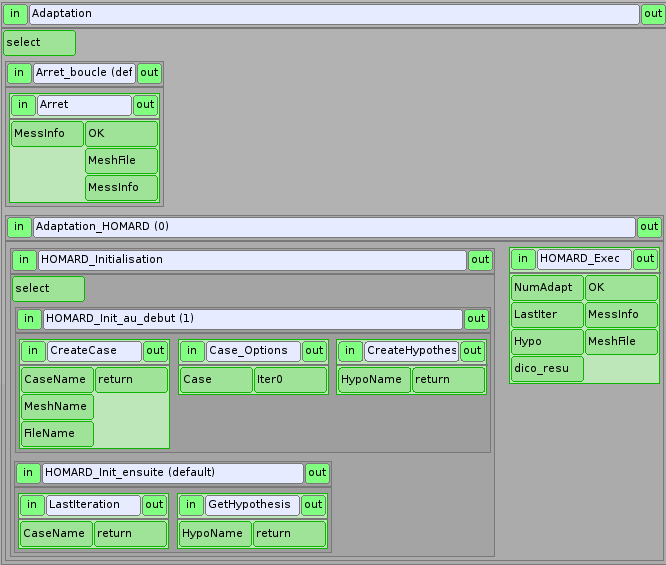 in Adaptation out
select
in Arret_boucle (def out
in Arret out
MessInfo OK
MeshFile
MessInfo
in Adaptation_HOMARD (0) out
in HOMARD_Initialisation out
select
in HOMARD_Init_au_debut (1) out
in CreateCase out
CaseName return
MeshName
FileName
in Case_Options out
Case Iter0
in CreateHypothes out
HypoName return
in HOMARD_Init_ensuite (default) out
in LastIteration out
CaseName return
in GetHypothesis out
HypoName return
in HOMARD_Exec out
NumAdapt OK
LastIter MessInfo
Hypo MeshFile
dico_resu